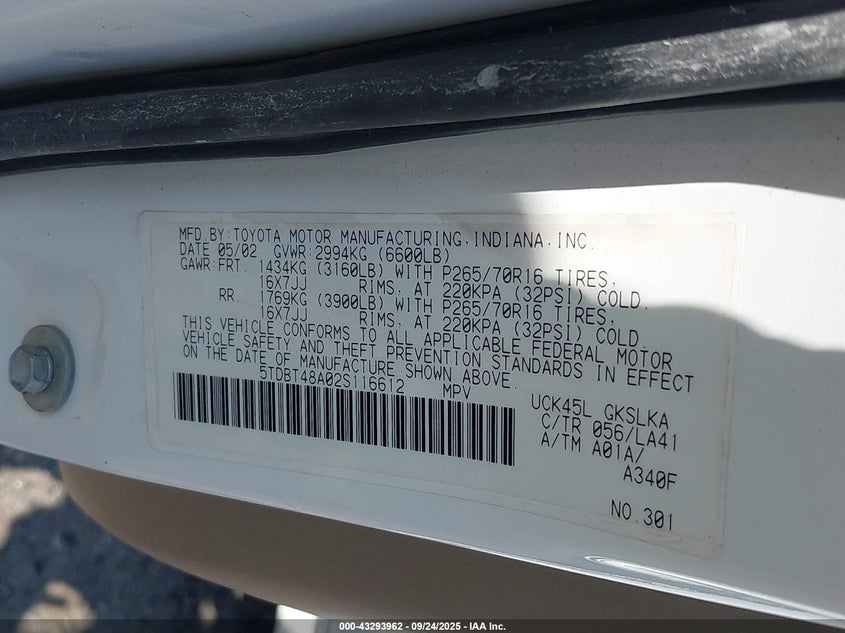 MFD.BY:TOYOTA MOTOR MANUFACTURING,INDIANA,INC.
DATE 05/02 GVWR:2994KG (6600LB)
GAWR:FRT. 1434KG (3160LB) WITH P265/70R16 TIRES.
16X7JJ RIMS, AT 220KPA (32PSI) COLD.
RR. 1769KG (3900LB) WITH P265/70R16 TIRES,
16X7JJ RIMS, AT 220KPA (32PSI) COLD
THIS VEHICLE CONFORMS TO ALL APPLICABLE FEDERAL MOTOR
VEHICLE SAFETY AND THEFT PREVENTION STANDARDS IN EFFECT
ON THE DATE OF MANUFACTURE SHOWN ABOVE.
5TDBT48A02S116612 MPV
UCK45L GKSLKA
C/TR 056/LA41
A/TM A01A/
A340F
NO.301
000-43293962 - 09/24/2025 - IAA Inc.